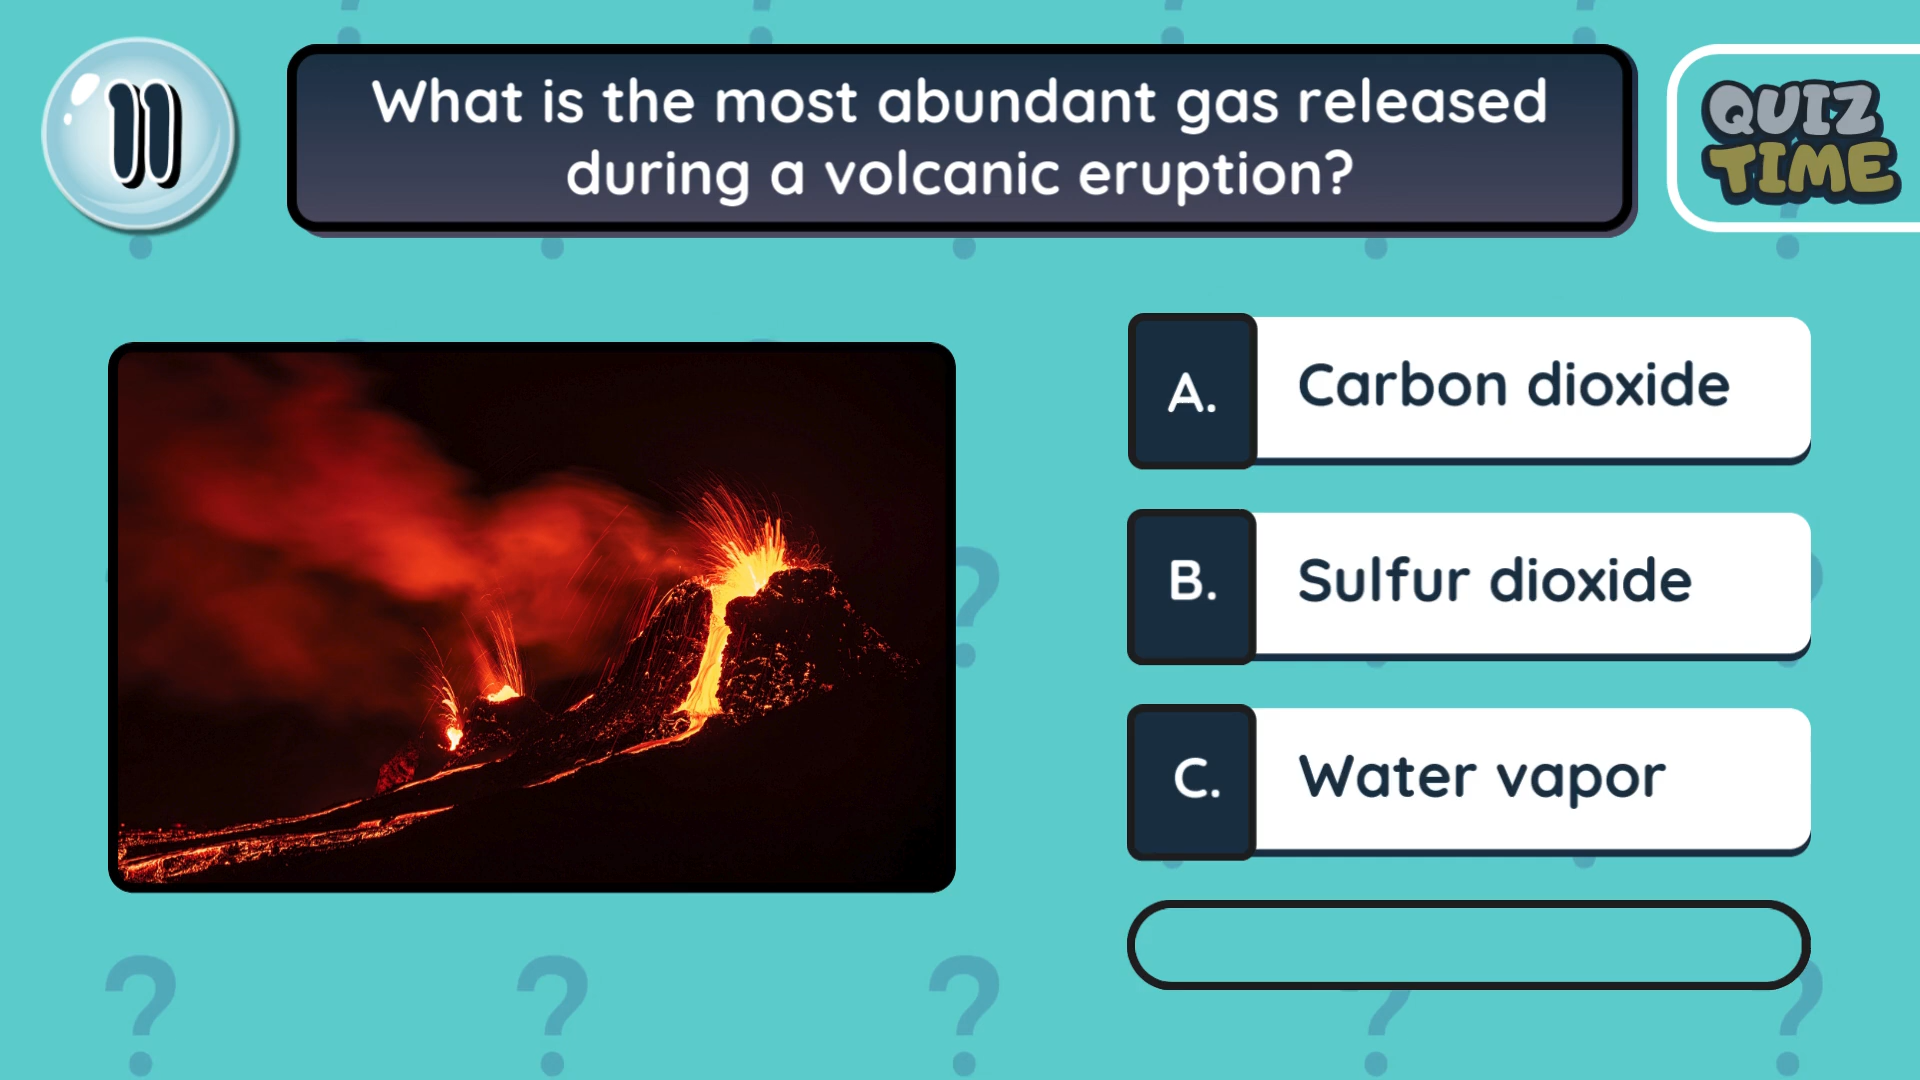 11
What is the most abundant gas released
during a volcanic eruption?
QUIZ
TIME
A. Carbon dioxide
B. Sulfur dioxide
C. Water vapor